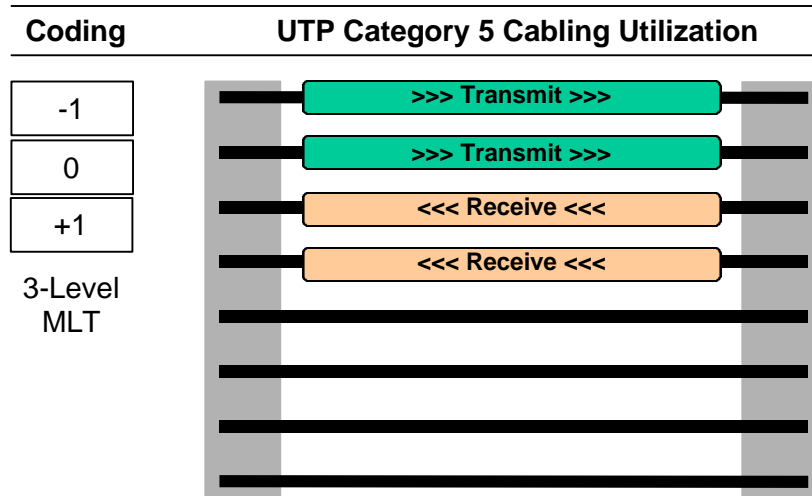 Coding
UTP Category 5 Cabling Utilization
-1
0
+1
3-Level
MLT
>>> Transmit >>>
>>> Transmit >>>
<<< Receive <<<
<<< Receive <<<